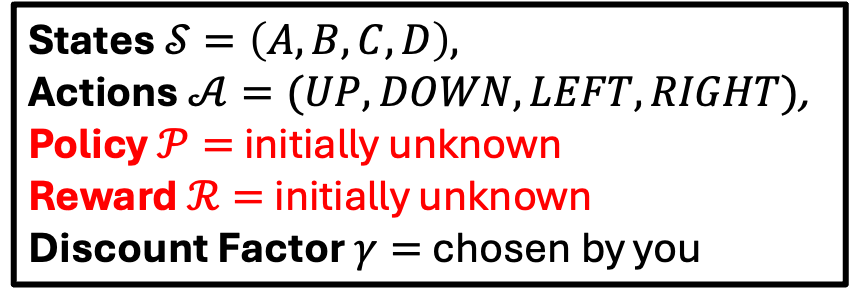 States 𝒮 = (A, B, C, D),
Actions 𝒜 = (UP, DOWN, LEFT, RIGHT),
Policy 𝒫 = initially unknown
Reward ℛ = initially unknown
Discount Factor γ = chosen by you